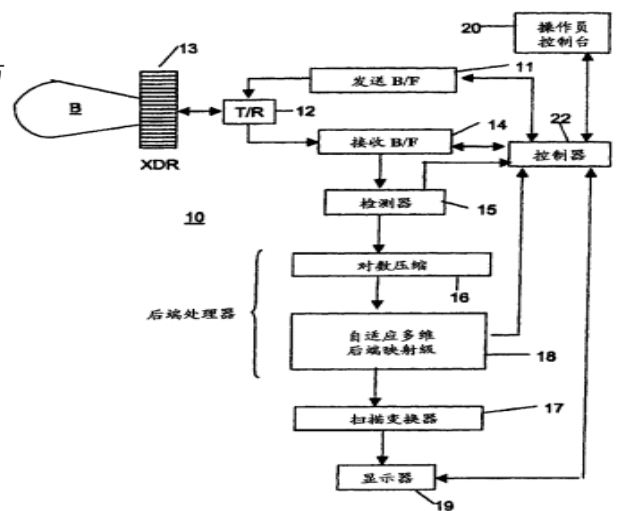 20
操作员
控制台
13
发送 B/F
11
B
T/R
12
14
22
接收 B/F
控制器
XDR
检测器
15
10
对数压缩
16
后端处理器
自适应多维
后端映射级
18
扫描变换器
17
显示器
19